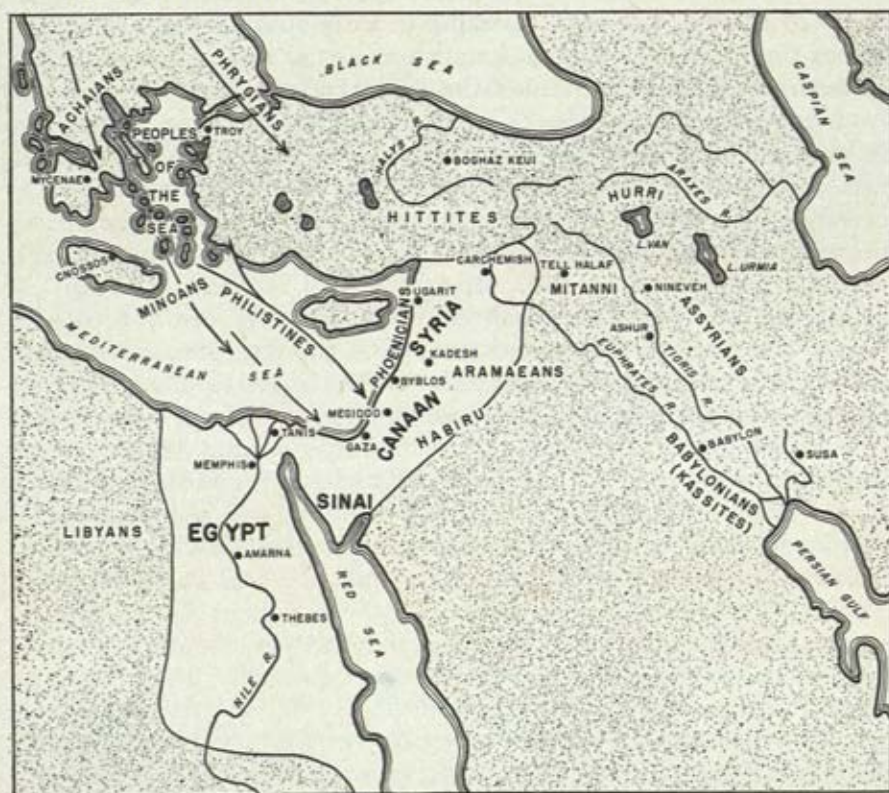 BLACK SEA
CASPIAN SEA
PHRYGIANS
ACHAIANS
PEOPLES OF THE SEA
TROY
MYCENAE
HALYS R.
BOGHAZ KEUI
HITTITES
HURRI
ARAXES R.
L. VAN
L. URMIA
CNOSSOS
MINOANS
PHILISTINES
CARCHEMISH
TELL HALAF
MITANNI
NINEVEH
ASSYRIANS
ASHUR
UGARIT
PHOENICIANS
SYRIA
KADESH
ARAMAEANS
BYBLOS
MEDITERRANEAN SEA
EUPHRATES R.
TIGRIS R.
MEGIDDO
CANAAN
HABIRU
GAZA
TANIS
MEMPHIS
BABYLON
BABYLONIANS
(KASSITES)
SUSA
SINAI
LIBYANS
EGYPT
AMARNA
RED SEA
PERSIAN GULF
THEBES
NILE R.